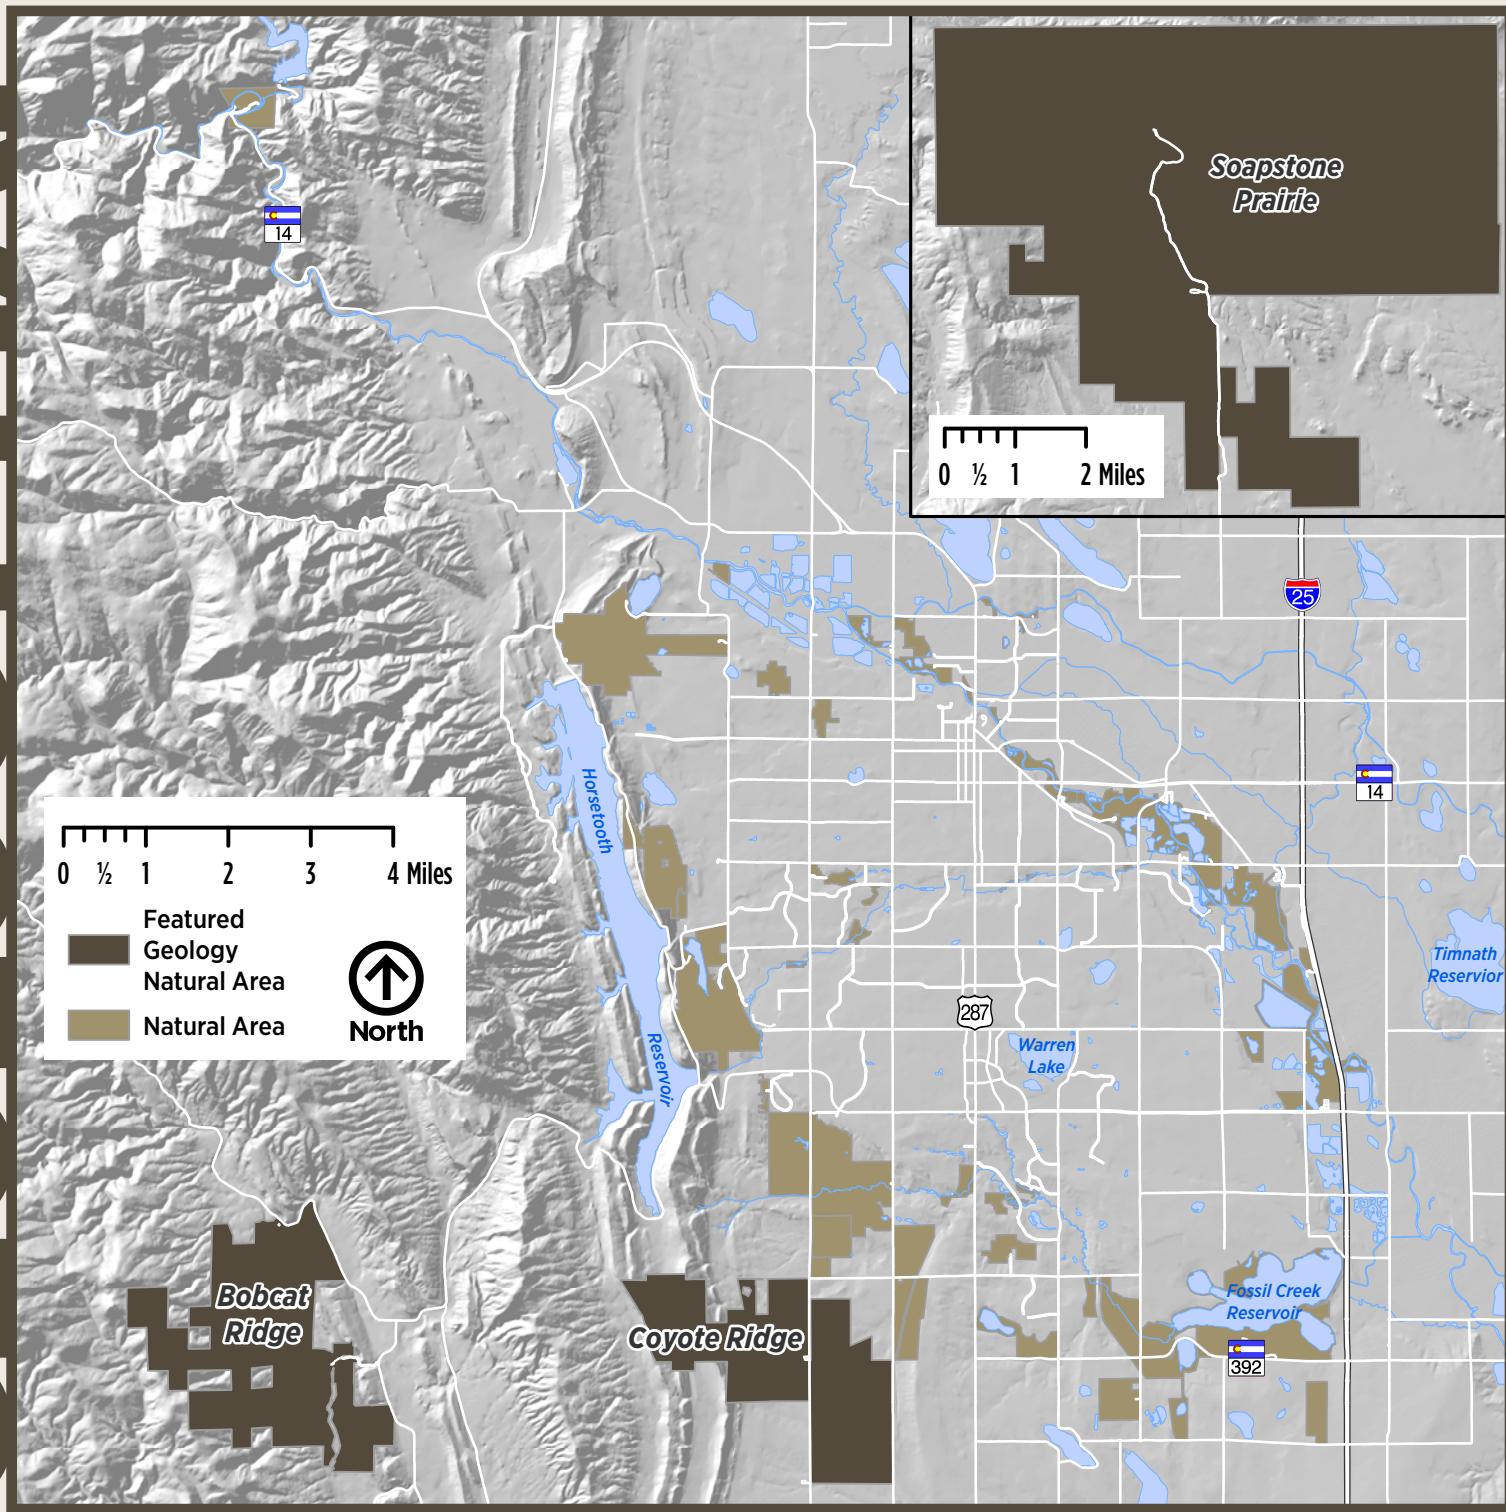 14
Soapstone
Prairie
0 ½ 1 2 Miles
25
14
Horsetooth
Reservoir
0 ½ 1 2 3 4 Miles
Featured
Geology
Natural Area
Natural Area
North
Timnath
Reservior
287
Warren
Lake
Bobcat
Ridge
Coyote Ridge
Fossil Creek
Reservoir
392